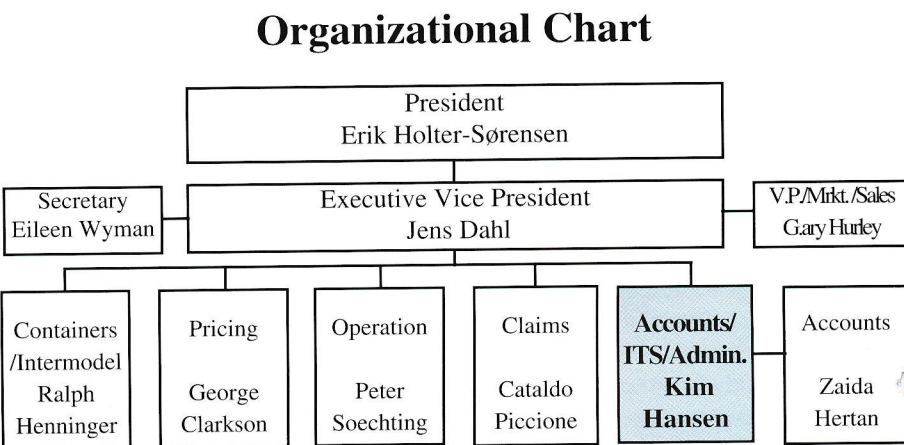 Organizational Chart
President
Erik Holter-Sørensen
Secretary
Eileen Wyman
Executive Vice President
Jens Dahl
V.P./Mrkt. /Sales
Gary Hurley
Containers
/Intermodel
Ralph
Henninger
Pricing
George
Clarkson
Operation
Peter
Soechting
Claims
Cataldo
Piccione
Accounts/
ITS/Admin.
Kim
Hansen
Accounts
Zaida
Hertan